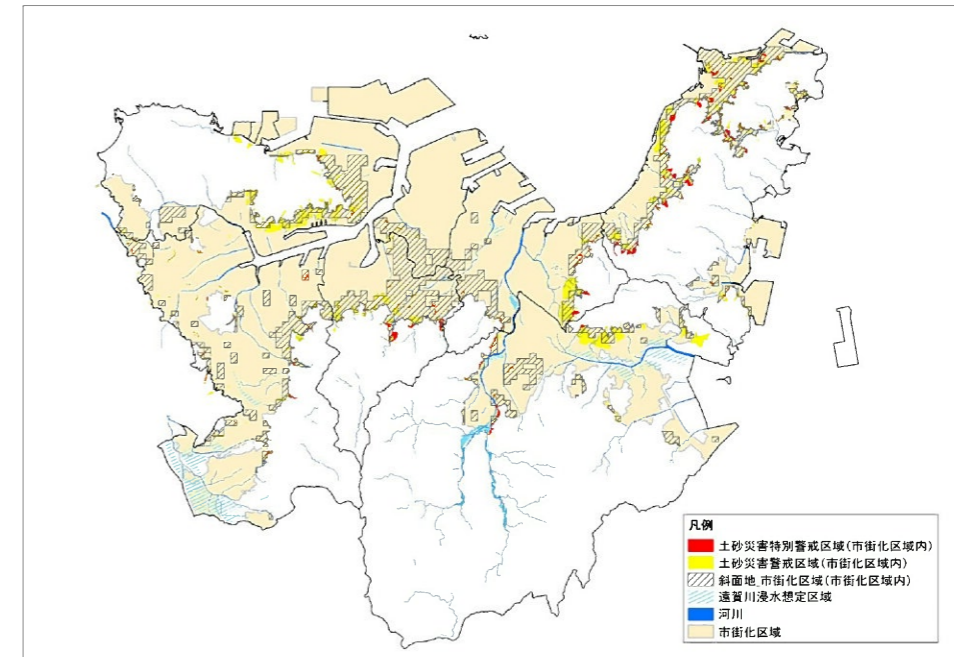 凡例
土砂災害特別警戒区域(市街化区域内)
土砂災害警戒区域(市街化区域内)
斜面地_市街化区域(市街化区域内)
遠賀川浸水想定区域
河川
市街化区域